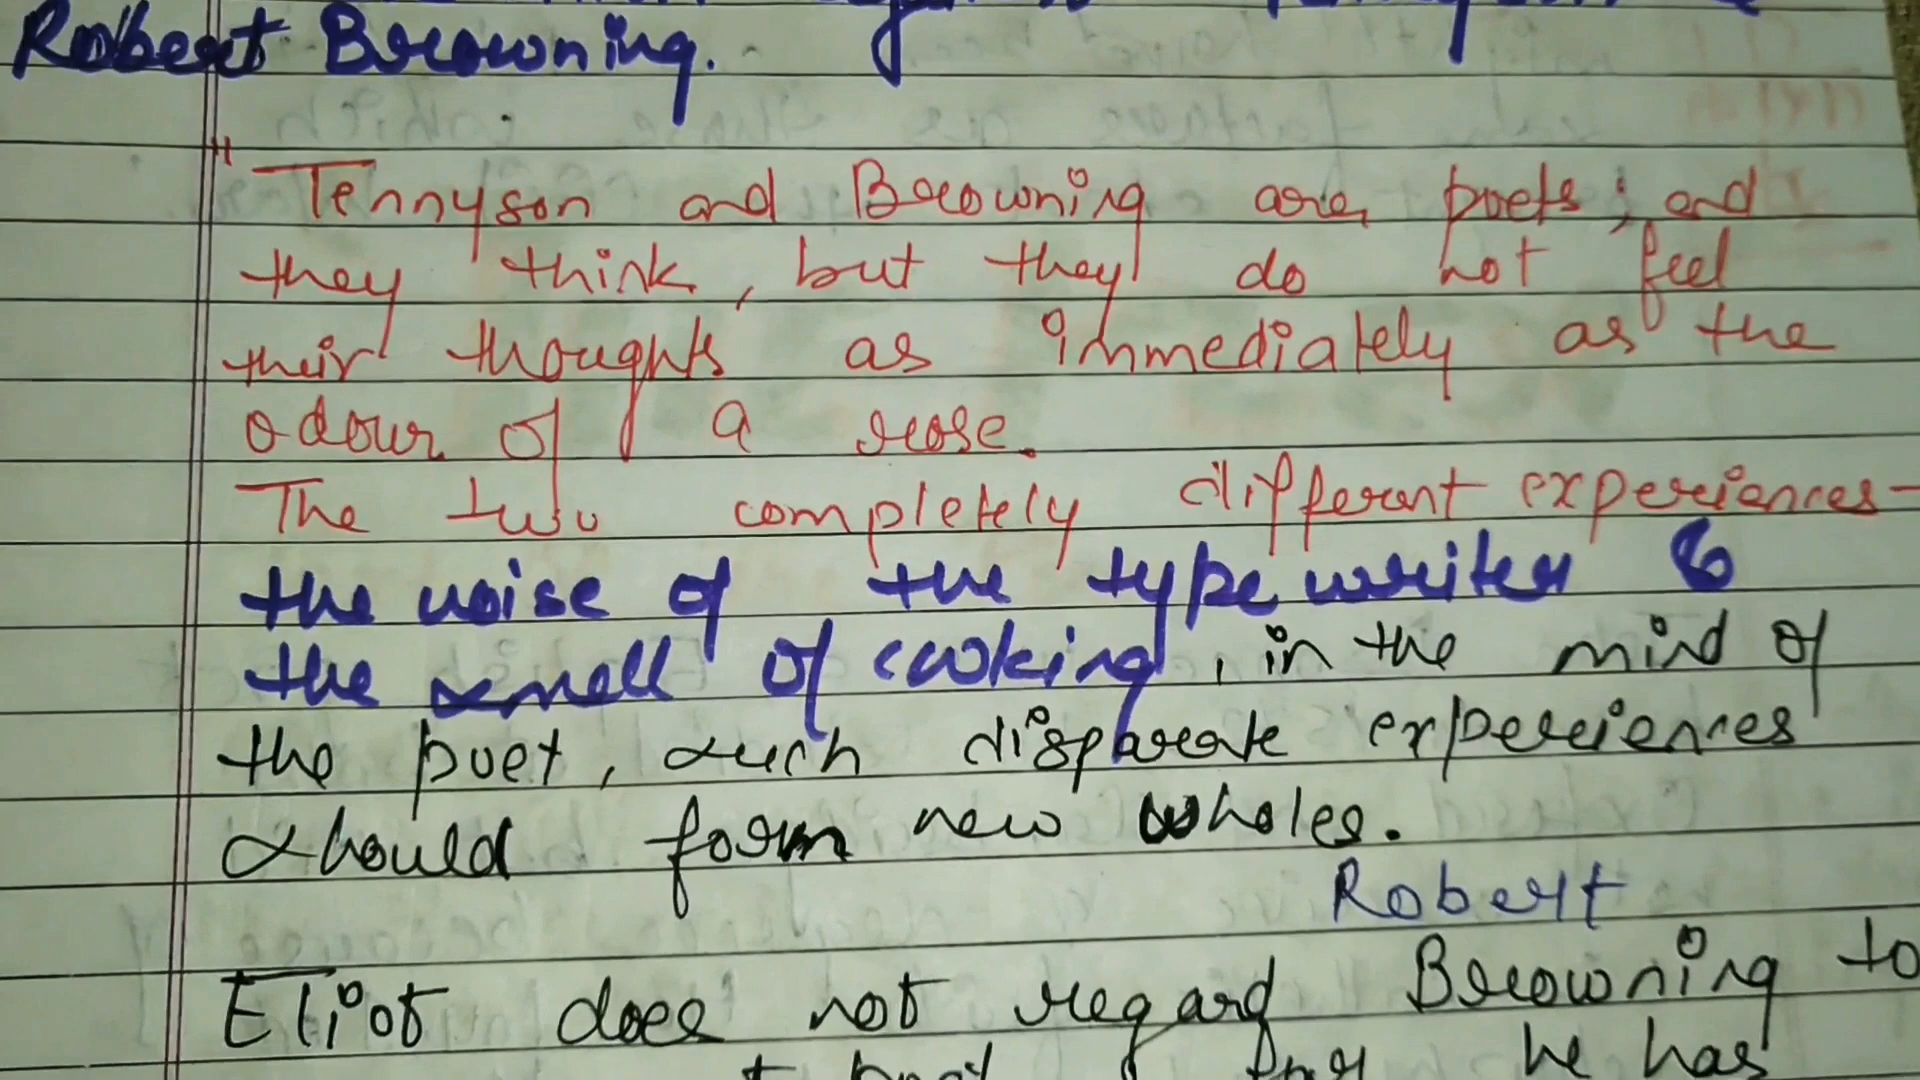 Robert Browning.
" Tennyson and Browning are poets; and
they think, but they do not feel
their thoughts as immediately as the
odour of a rose.
The two completely different experiences-
the noise of the typewriter &
the smell of cooking, in the mind of
the poet, such disparate experiences
should form new wholes.
Robert
Eliot does not regard Browning to
he has